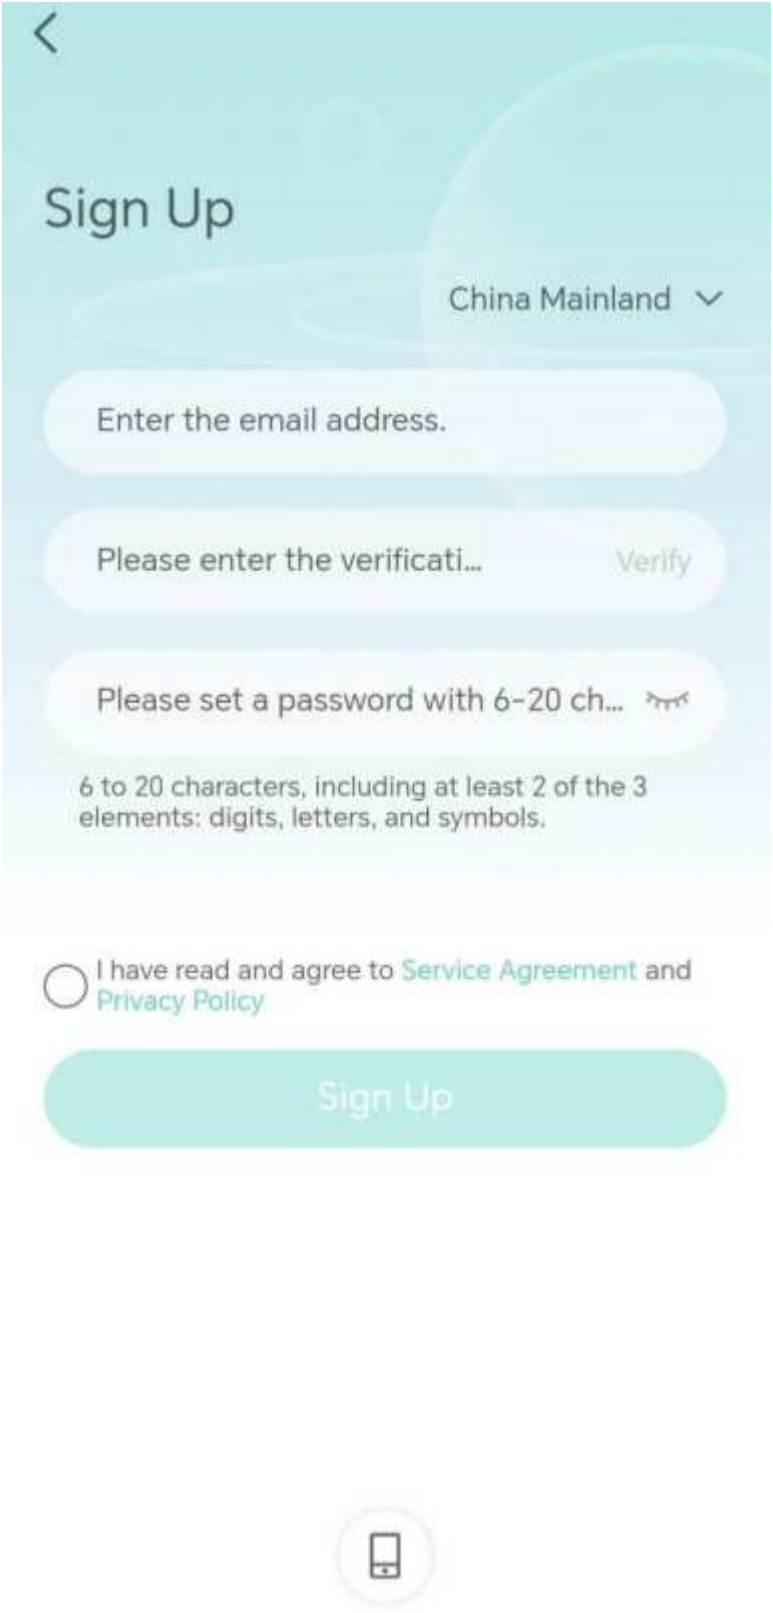 Sign Up
China Mainland
Enter the email address.
Please enter the verificati...
Verify
Please set a password with 6-20 ch...
6 to 20 characters, including at least 2 of the 3
elements: digits, letters, and symbols.
I have read and agree to Service Agreement and
Privacy Policy
Sign Up